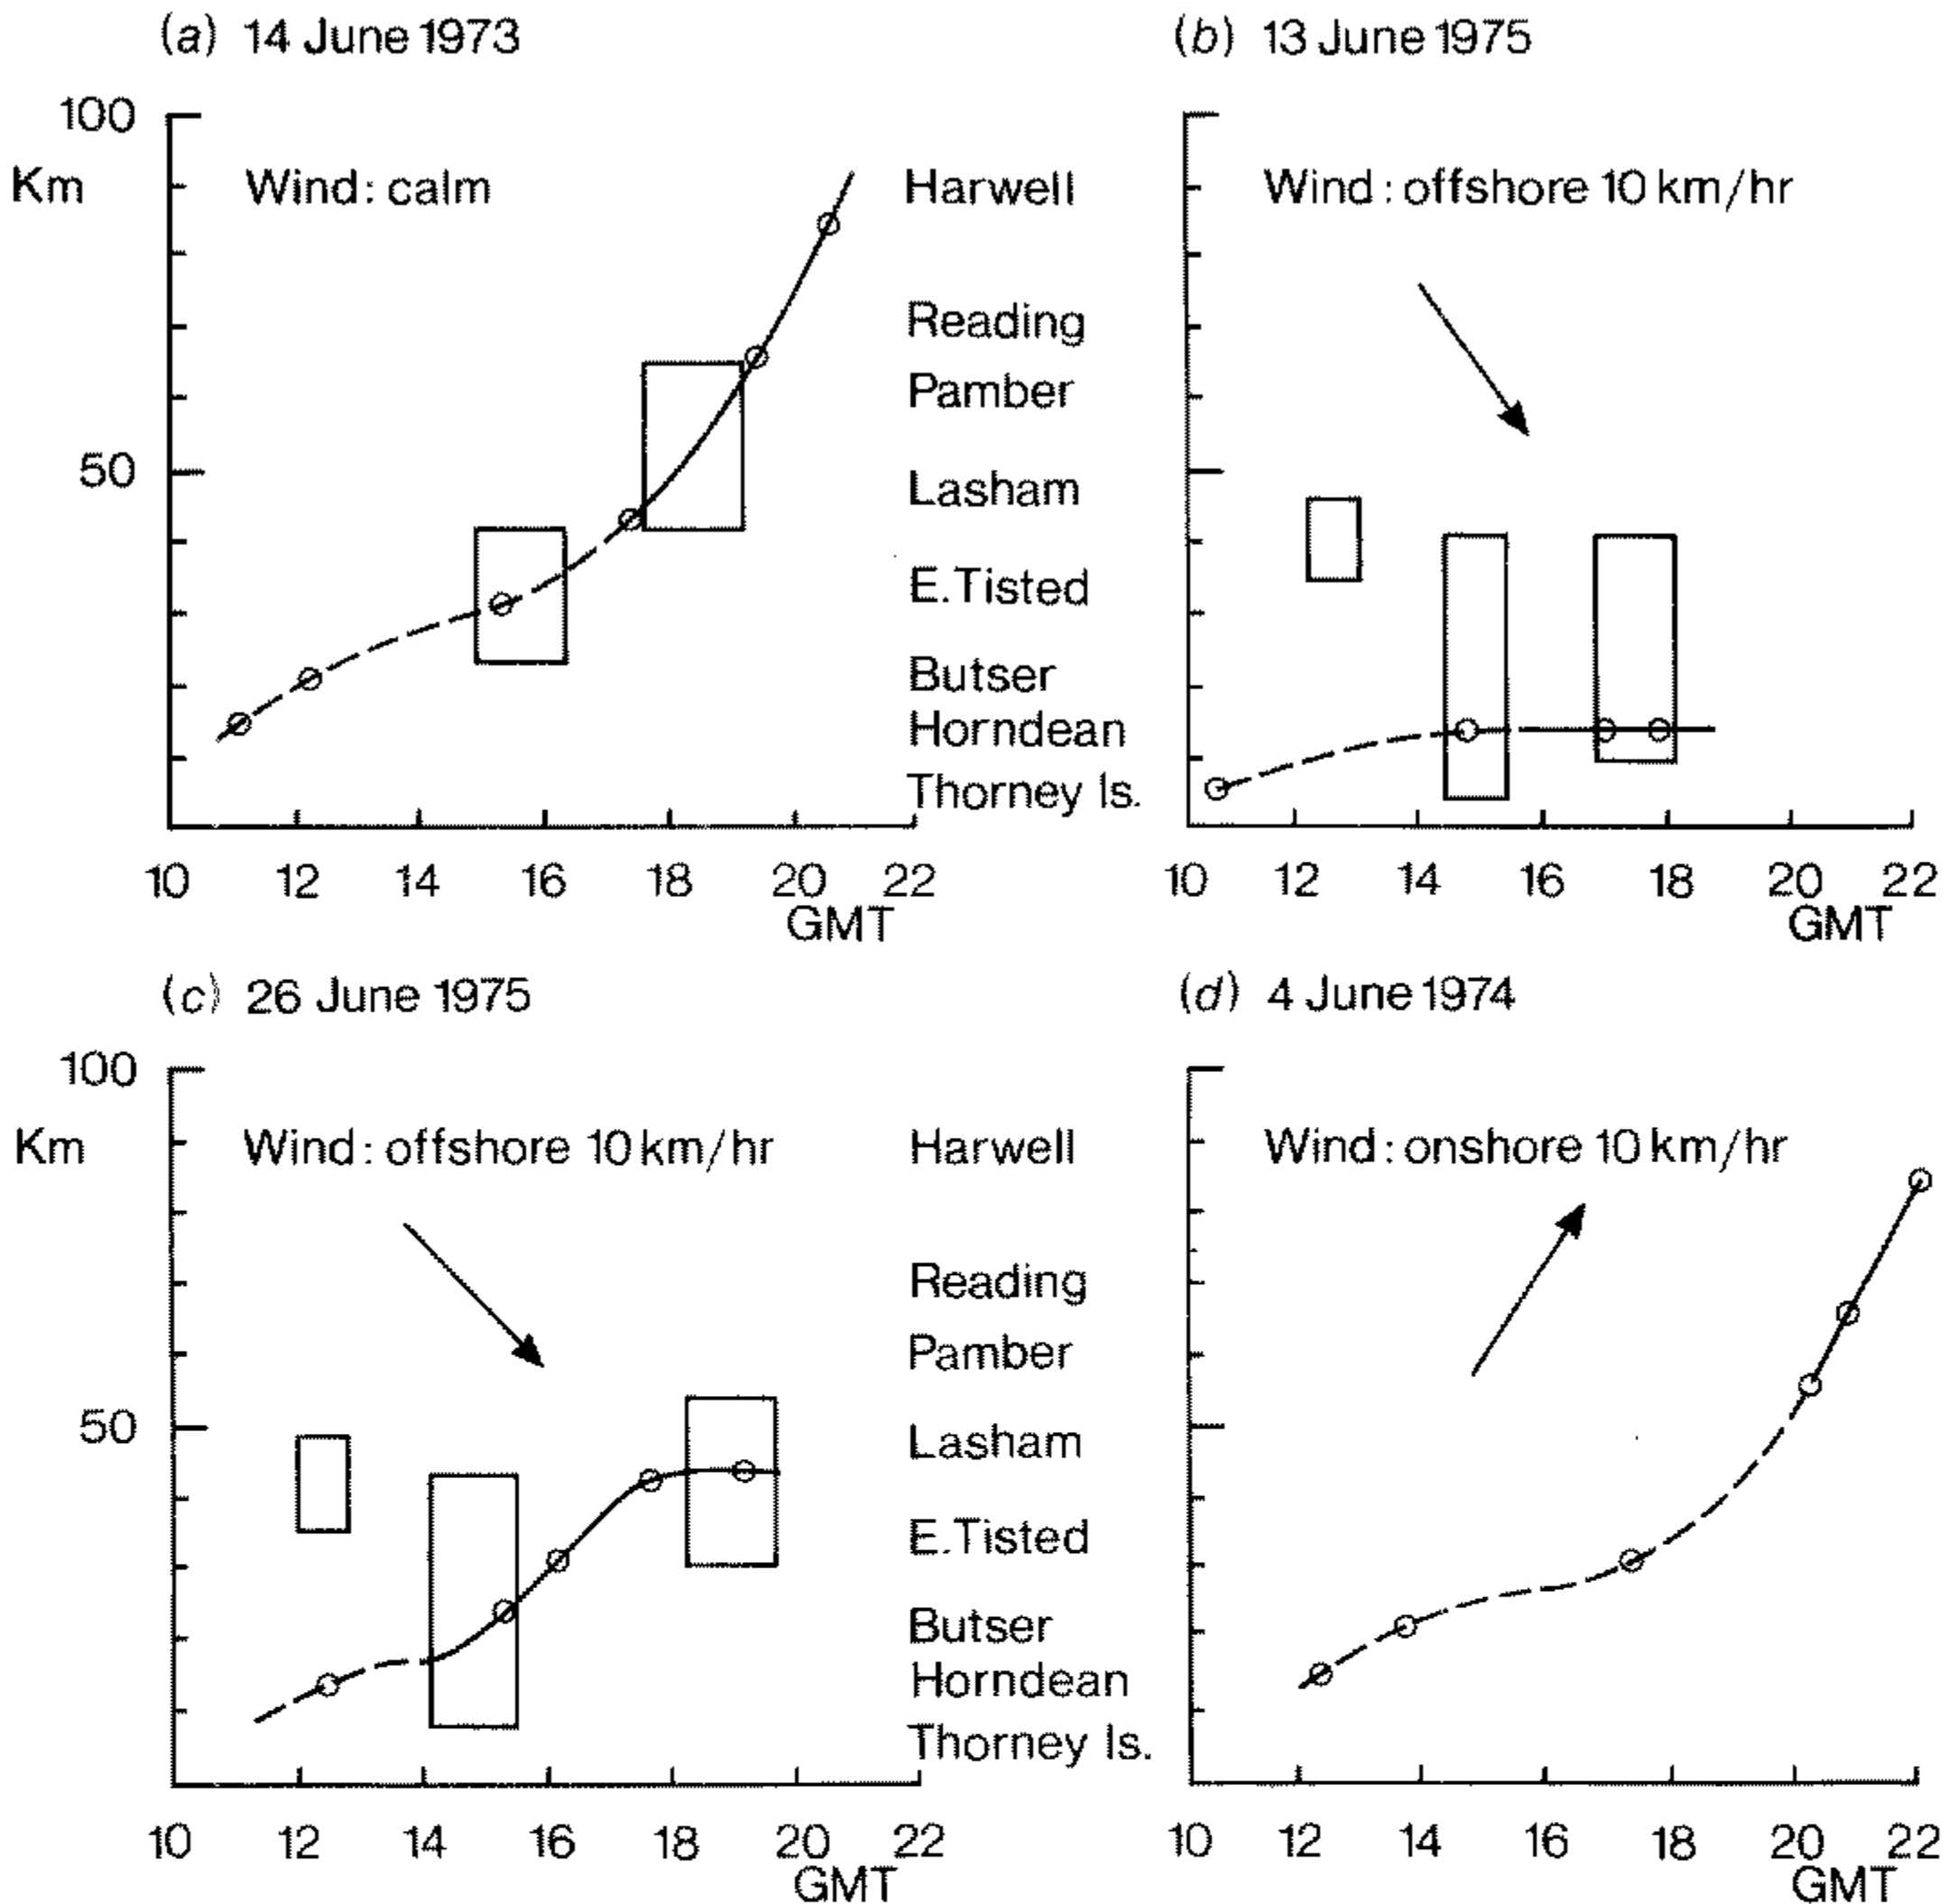 (a) 14 June 1973
(b) 13 June 1975
100
Km
Wind: calm
Harwell
Wind: offshore 10 km/hr
Reading
Pamber
50
Lasham
E.Tisted
Butser
Horndean
Thorney Is.
10 12 14 16 18 20 22
GMT
10 12 14 16 18 20 22
GMT
(c) 26 June 1975
(d) 4 June 1974
100
Km
Wind: offshore 10 km/hr
Harwell
Wind: onshore 10 km/hr
Reading
Pamber
50
Lasham
E.Tisted
Butser
Horndean
Thorney Is.
10 12 14 16 18 20 22
GMT
10 12 14 16 18 20 22
GMT